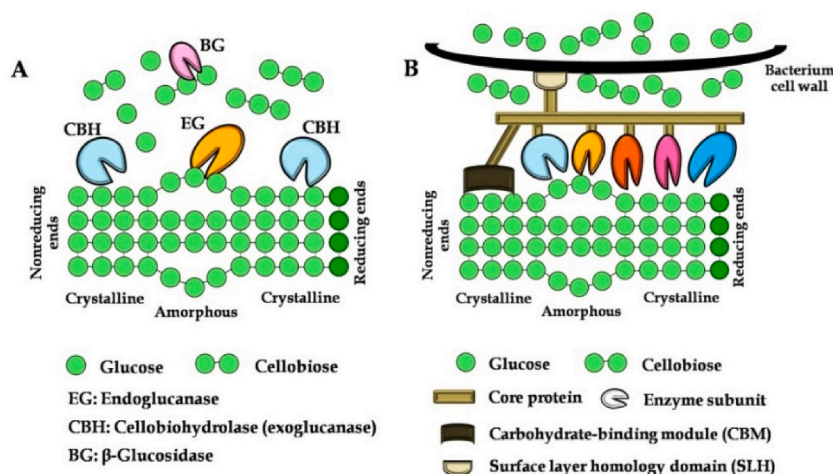 A
BG
CBH
EG
CBH
Nonreducing
ends
Reducing ends
Crystalline
Amorphous
Crystalline
Glucose
Cellobiose
EG: Endoglucanase
CBH: Cellobiohydrolase (exoglucanase)
BG: β-Glucosidase
B
Bacterium
cell wall
Nonreducing
ends
Reducing ends
Crystalline
Amorphous
Crystalline
Glucose
Cellobiose
Core protein
Enzyme subunit
Carbohydrate-binding module (CBM)
Surface layer homology domain (SLH)